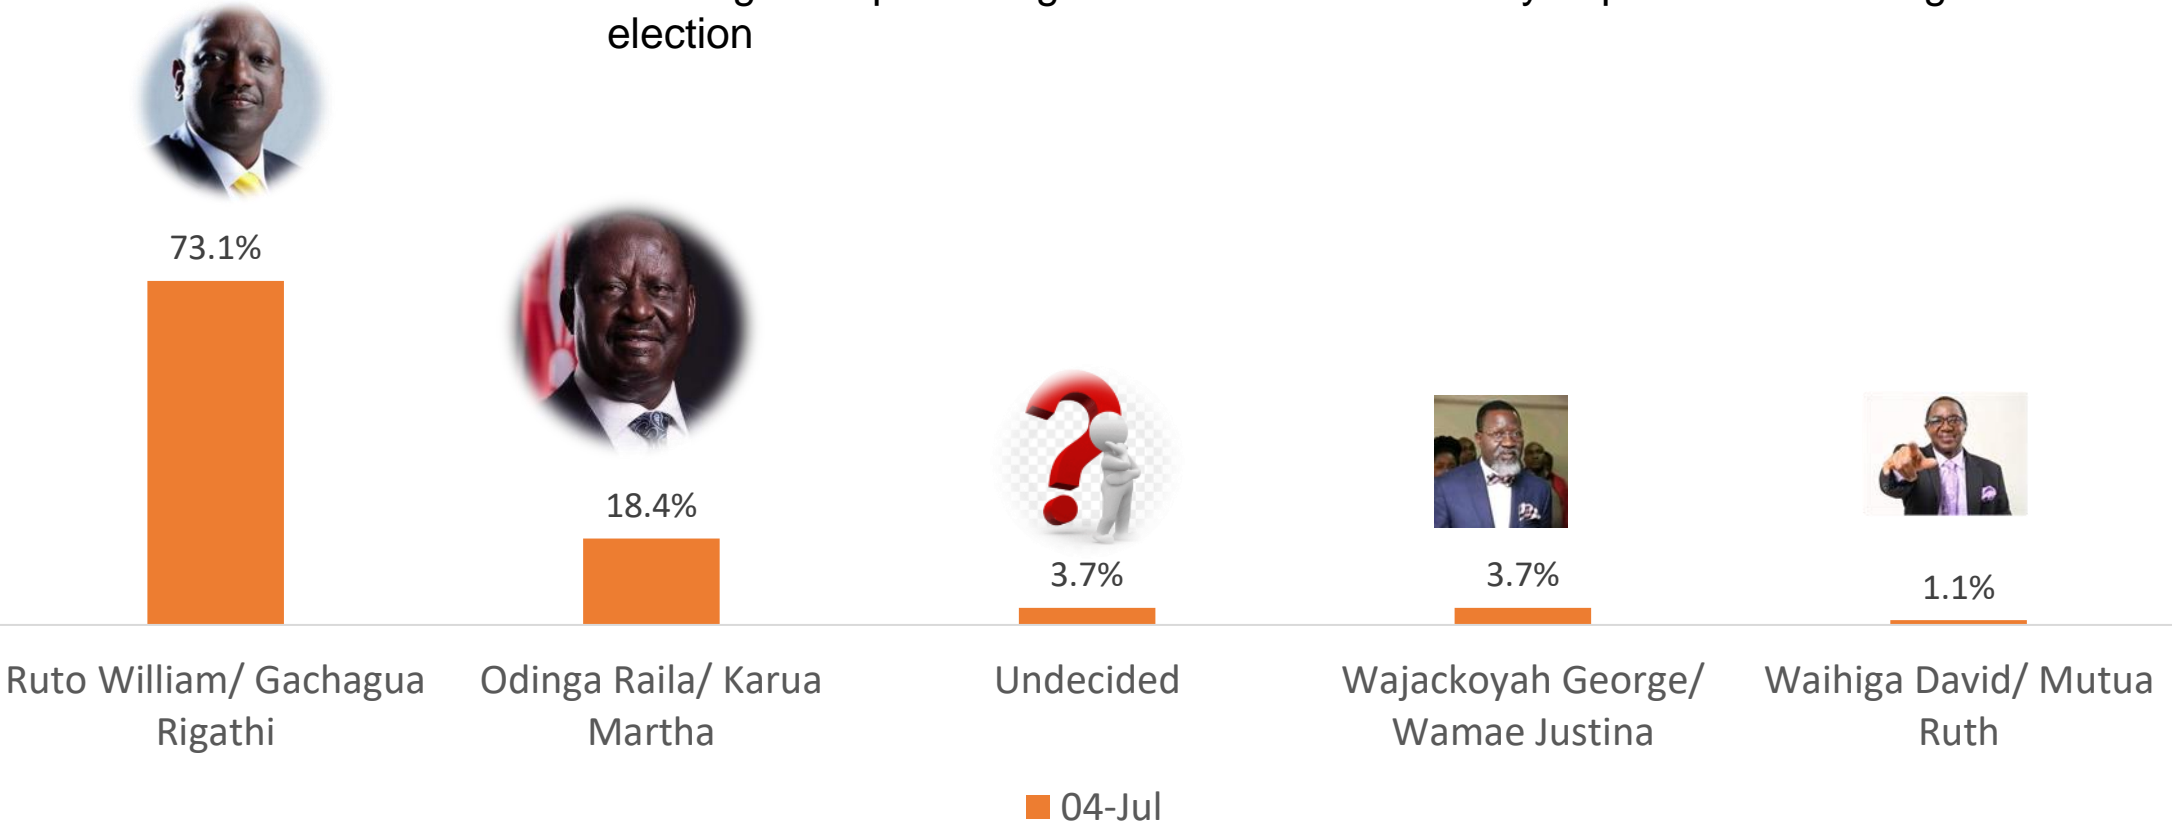 election
73.1%
18.4%
3.7%
3.7%
1.1%
Ruto William/ Gachagua
Rigathi
Odinga Raila/ Karua
Martha
Undecided
Wajackoyah George/
Wamae Justina
Waihiga David/ Mutua
Ruth
04-Jul